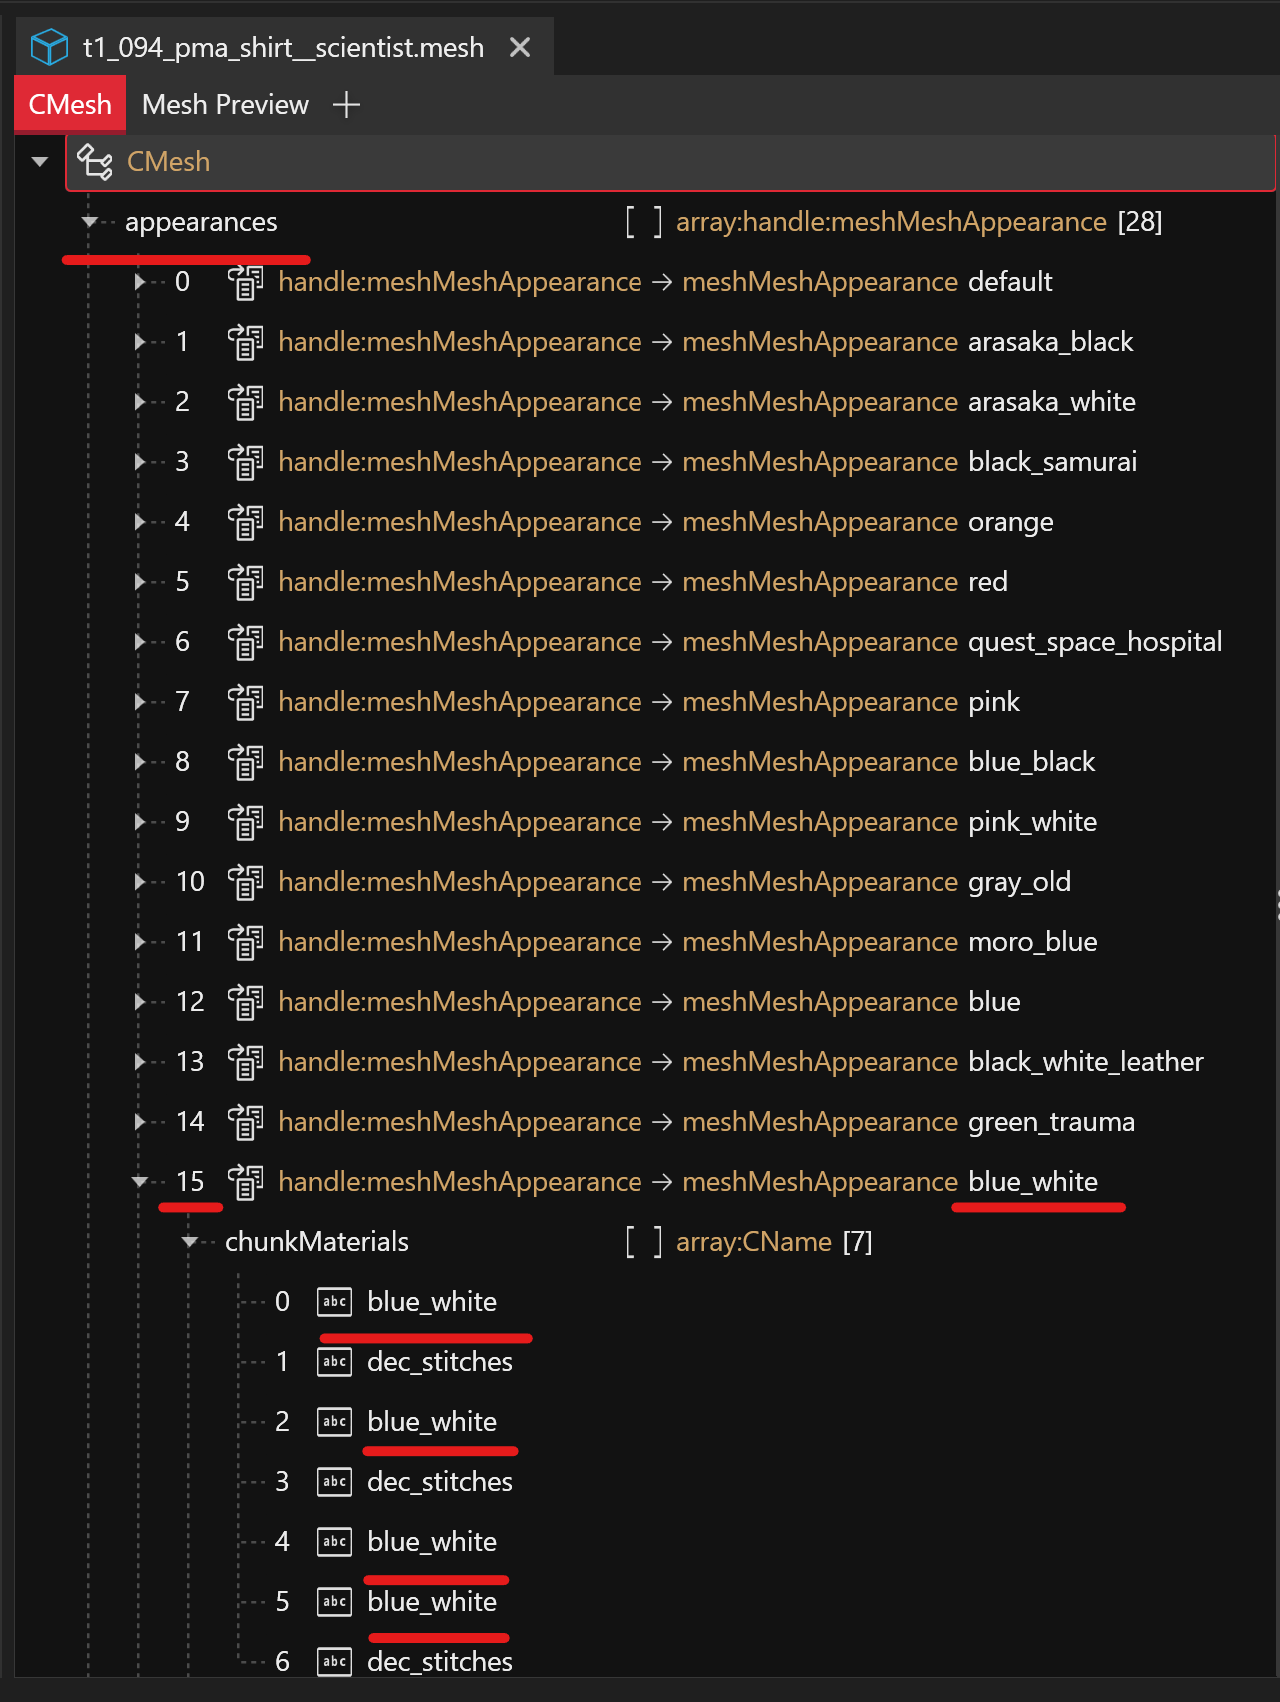 t1_094_pma_shirt__scientist.mesh
CMesh Mesh Preview
CMesh
appearances [ ] array:handle:meshMeshAppearance [28]
0 handle:meshMeshAppearance → meshMeshAppearance default
1 handle:meshMeshAppearance → meshMeshAppearance arasaka_black
2 handle:meshMeshAppearance → meshMeshAppearance arasaka_white
3 handle:meshMeshAppearance → meshMeshAppearance black_samurai
4 handle:meshMeshAppearance → meshMeshAppearance orange
5 handle:meshMeshAppearance → meshMeshAppearance red
6 handle:meshMeshAppearance → meshMeshAppearance quest_space_hospital
7 handle:meshMeshAppearance → meshMeshAppearance pink
8 handle:meshMeshAppearance → meshMeshAppearance blue_black
9 handle:meshMeshAppearance → meshMeshAppearance pink_white
10 handle:meshMeshAppearance → meshMeshAppearance gray_old
11 handle:meshMeshAppearance → meshMeshAppearance moro_blue
12 handle:meshMeshAppearance → meshMeshAppearance blue
13 handle:meshMeshAppearance → meshMeshAppearance black_white_leather
14 handle:meshMeshAppearance → meshMeshAppearance green_trauma
15 handle:meshMeshAppearance → meshMeshAppearance blue_white
chunkMaterials [ ] array:CName [7]
0 abc blue_white
1 abc dec_stitches
2 abc blue_white
3 abc dec_stitches
4 abc blue_white
5 abc blue_white
6 abc dec_stitches